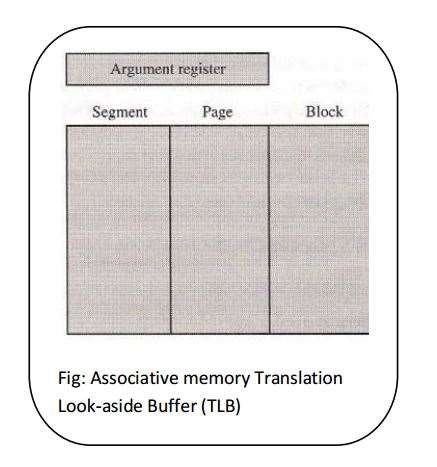 Argument register
Segment Page Block
Fig: Associative memory Translation
Look-aside Buffer (TLB)